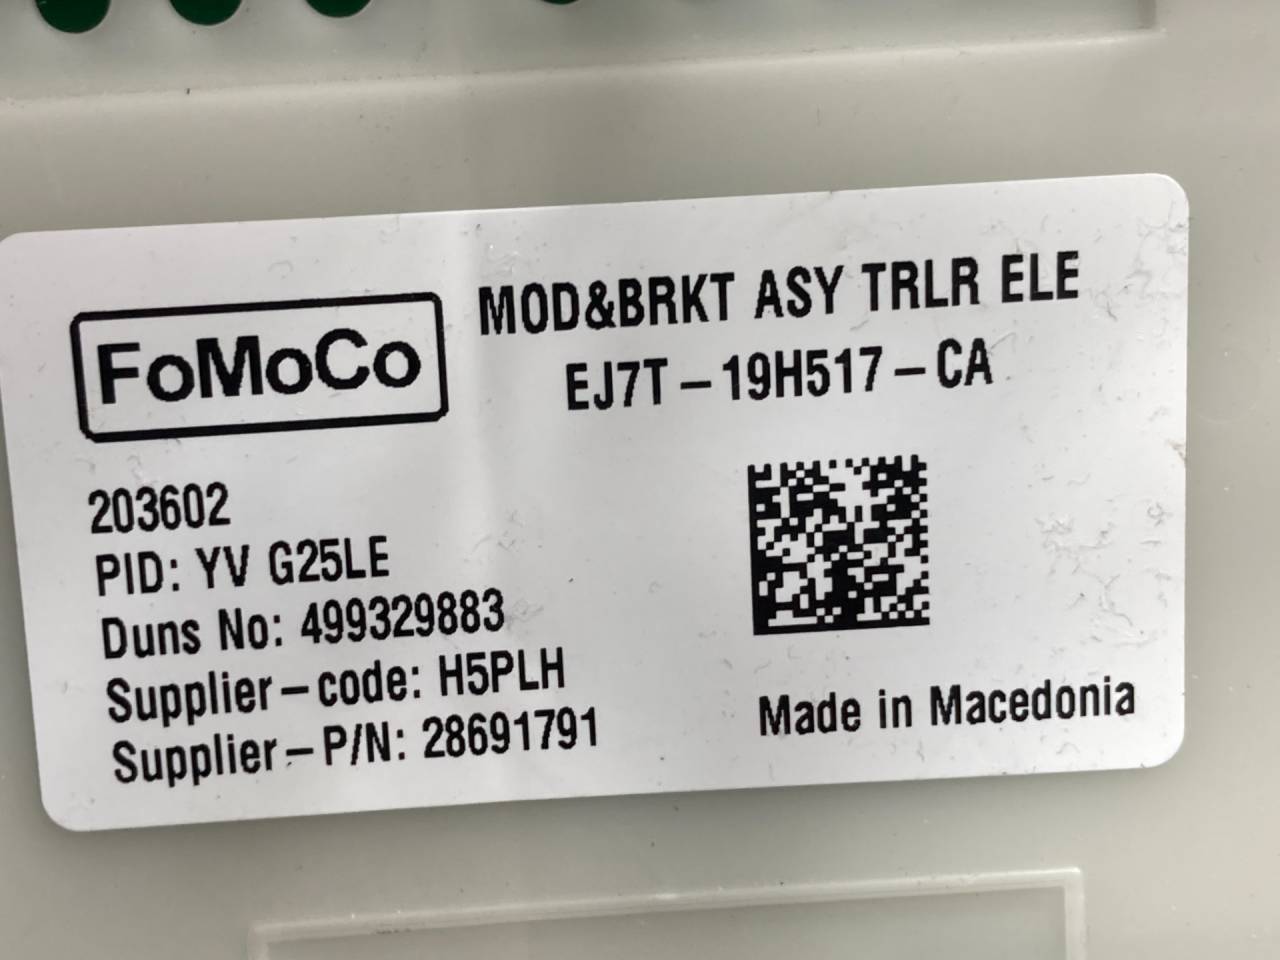 FoMoCo
MOD&BRKT ASY TRLR ELE
EJ7T-19H517-CA
203602
PID: YV G25LE
Duns No: 499329883
Supplier-code: H5PLH
Supplier-P/N: 28691791
Made in Macedonia